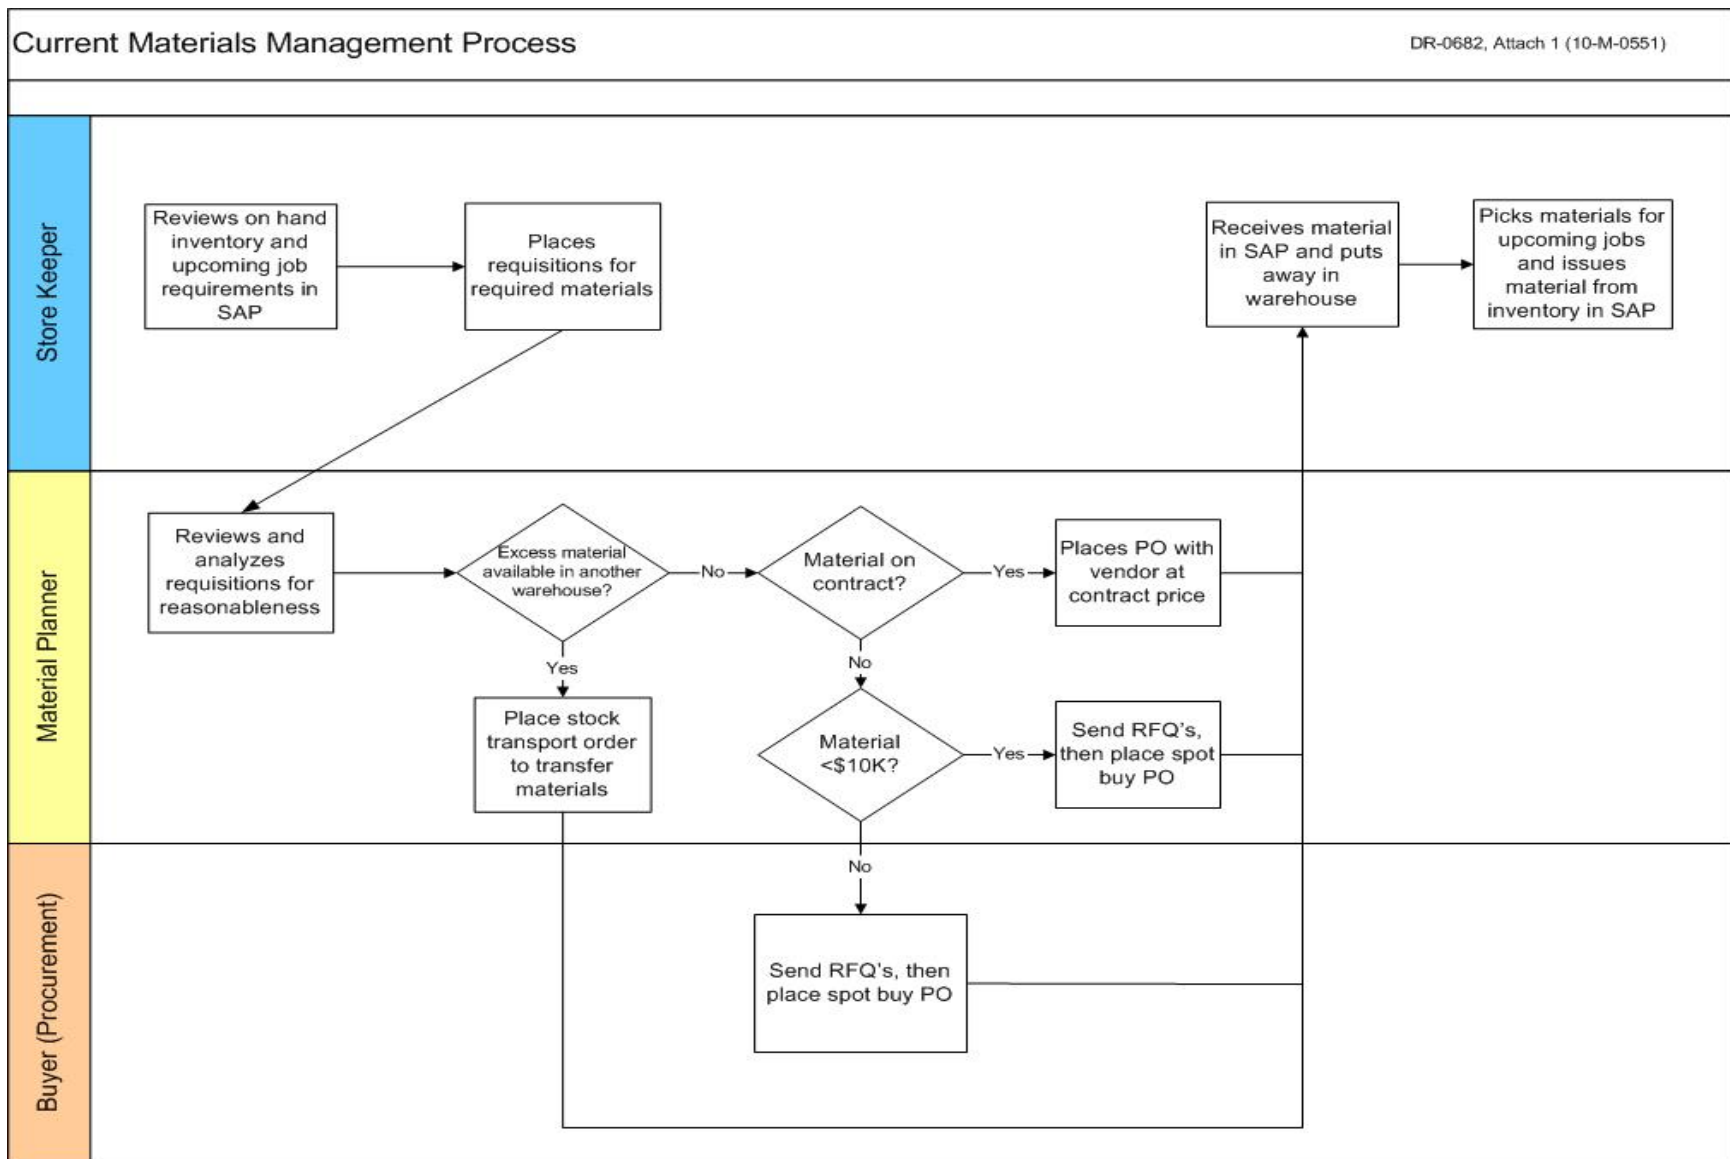 Current Materials Management Process
DR-0682, Attach 1 (10-M-0551)
Store Keeper
Reviews on hand
inventory and
upcoming job
requirements in
SAP
Places
requisitions for
required materials
Receives material
in SAP and puts
away in
warehouse
Picks materials for
upcoming jobs
and issues
material from
inventory in SAP
Material Planner
Reviews and
analyzes
requisitions for
reasonableness
Excess material
available in another
warehouse?
No
Material on
contract?
Yes
Places PO with
vendor at
contract price
Yes
No
Place stock
transport order
to transfer
materials
Material
<$10K?
Yes
Send RFQ's,
then place spot
buy PO
Buyer (Procurement)
No
Send RFQ's, then
place spot buy PO